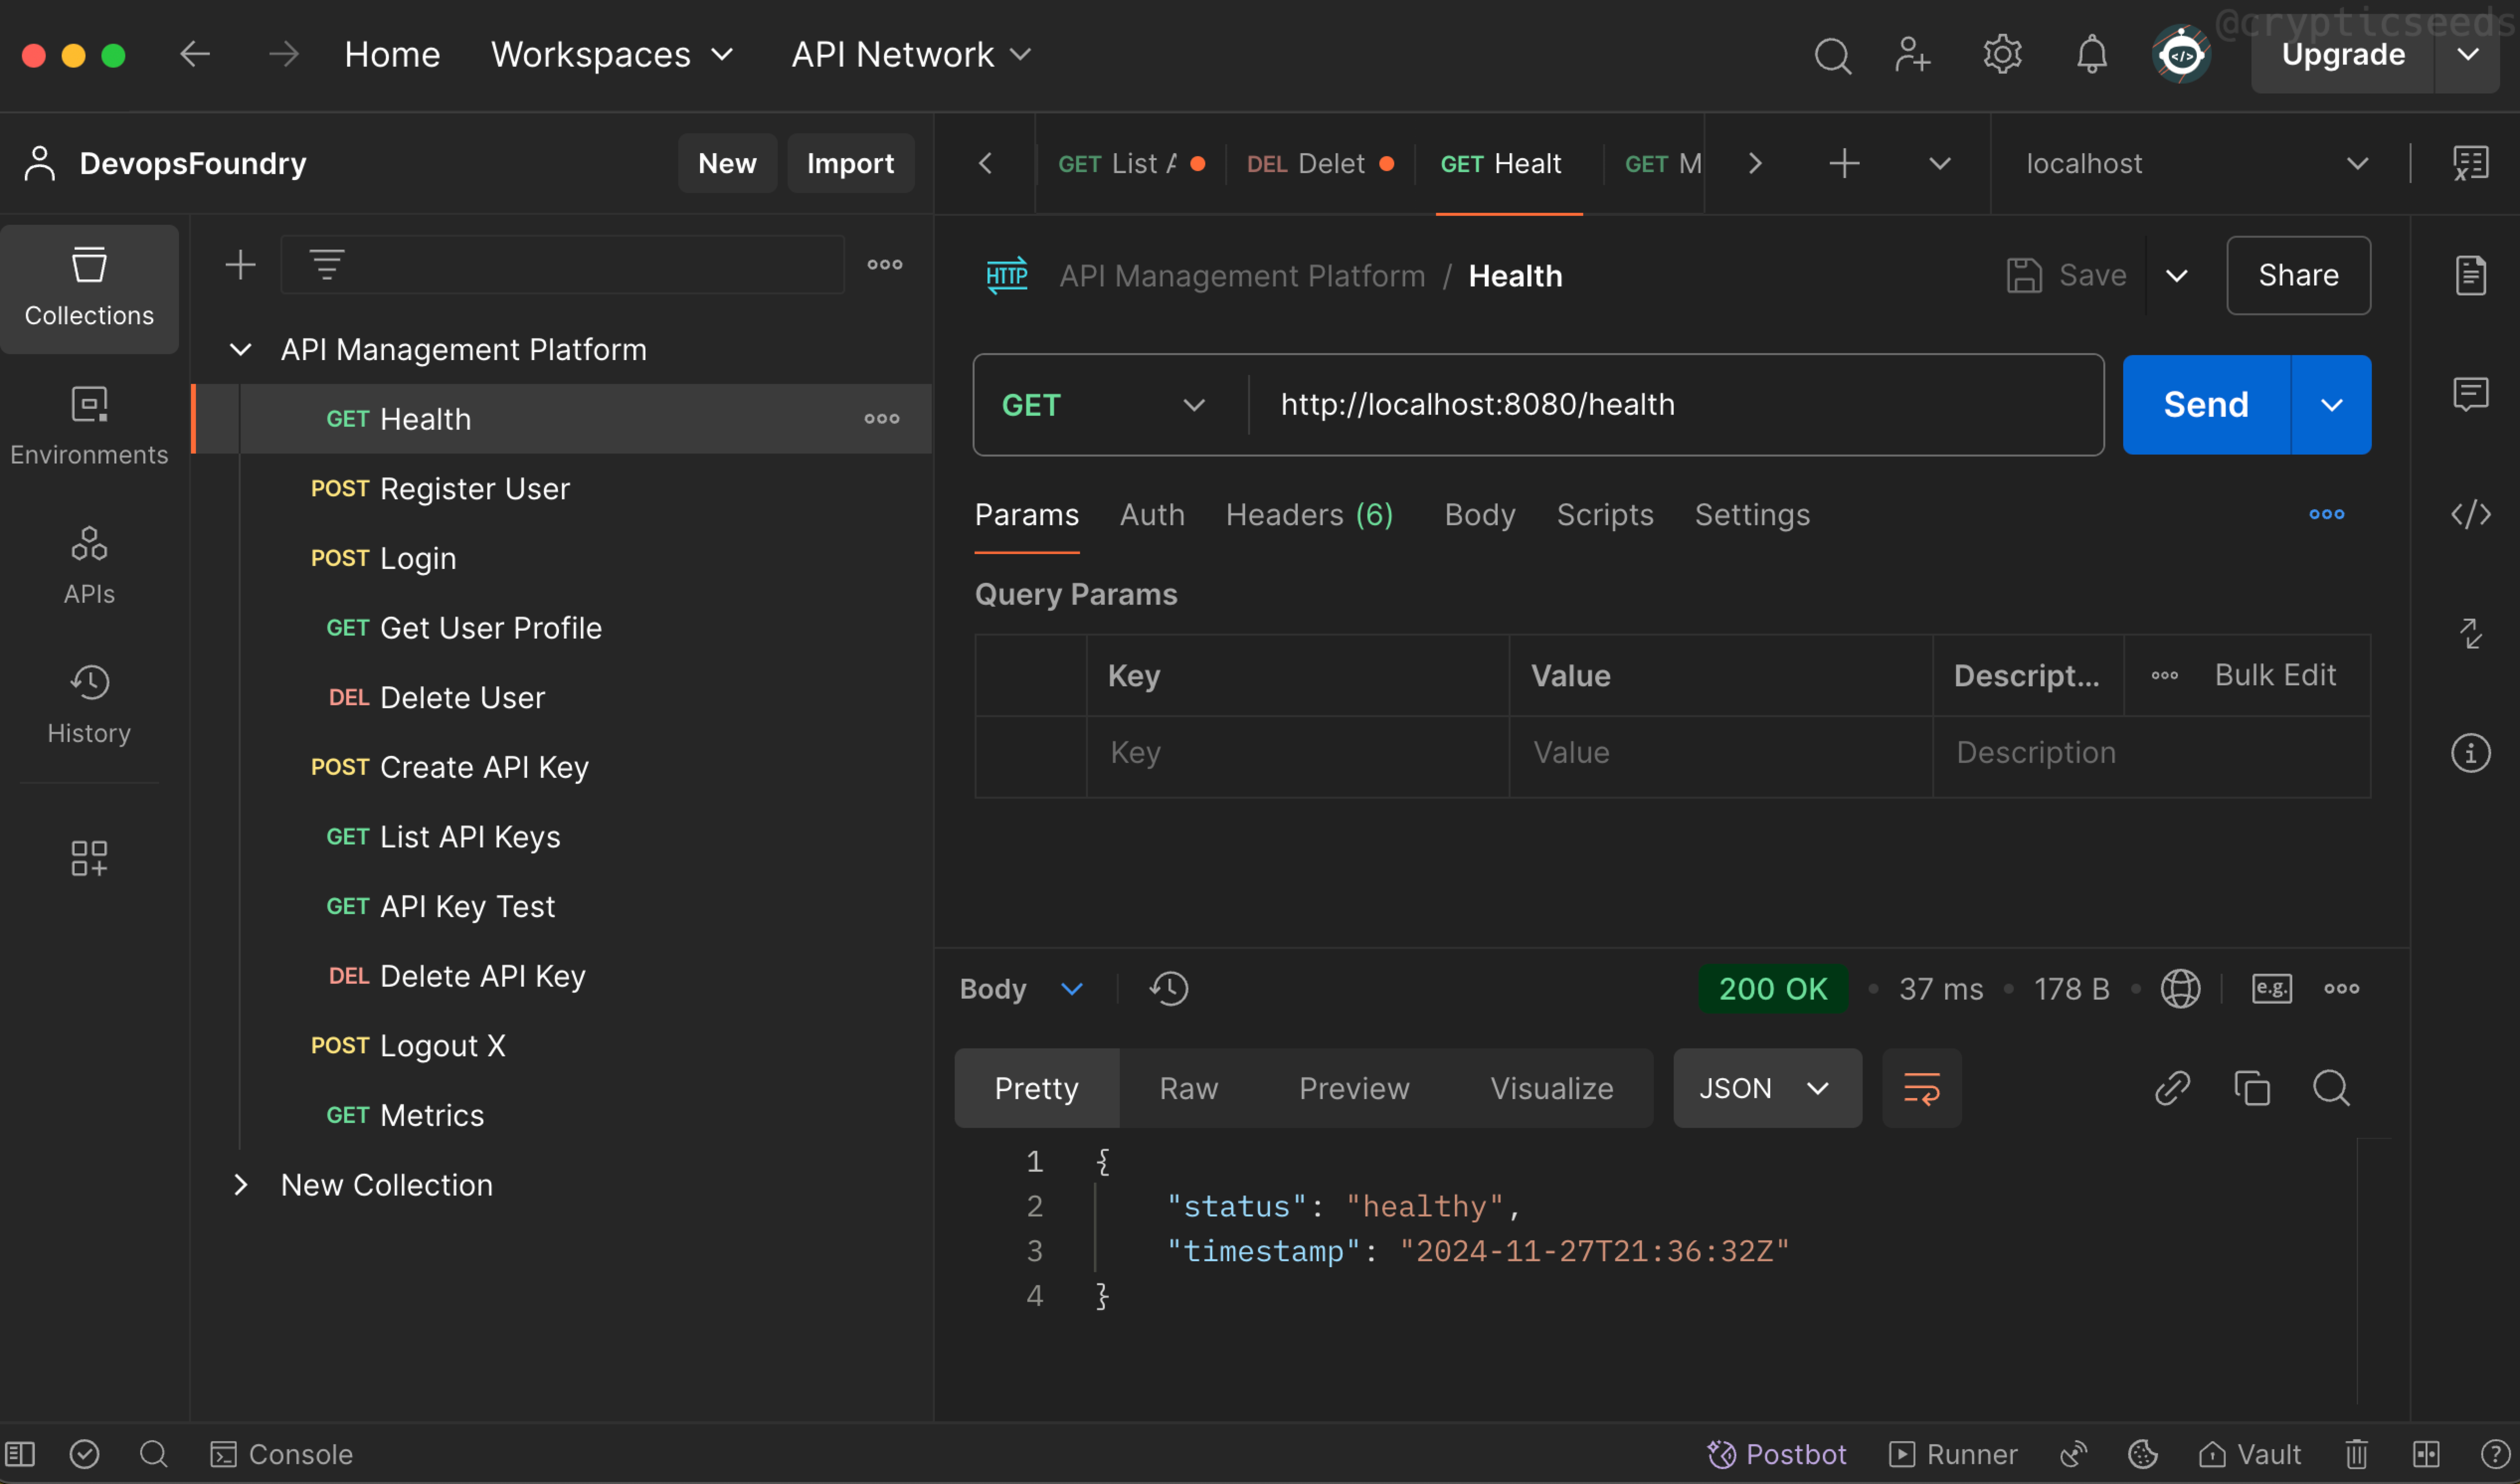 @crypticseeds
Home Workspaces API Network Upgrade
DevopsFoundry New Import
GET List A DEL Delet GET Healt GET M localhost
Collections
Environments
APIs
History
API Management Platform
GET Health
POST Register User
POST Login
GET Get User Profile
DEL Delete User
POST Create API Key
GET List API Keys
GET API Key Test
DEL Delete API Key
POST Logout X
GET Metrics
New Collection
HTTP API Management Platform / Health Save Share
GET http://localhost:8080/health Send
Params Auth Headers (6) Body Scripts Settings
Query Params
Key Value Descript... Bulk Edit
Key Value Description
Body 200 OK 37 ms 178 B e.g.
Pretty Raw Preview Visualize JSON
1 {
2 "status": "healthy",
3 "timestamp": "2024-11-27T21:36:32Z"
4 }
Console Postbot Runner Vault